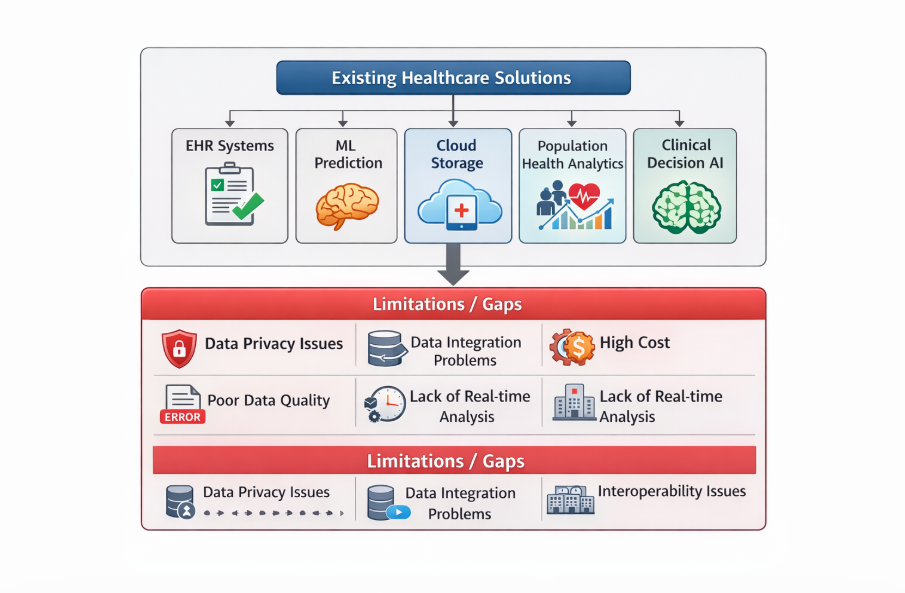 Existing Healthcare Solutions
EHR Systems
ML
Prediction
Cloud
Storage
Population
Health Analytics
Clinical
Decision AI
Limitations / Gaps
Data Privacy Issues
Data Integration
Problems
High Cost
ERROR
Poor Data Quality
Lack of Real-time
Analysis
Lack of Real-time
Analysis
Limitations / Gaps
Data Privacy Issues
Data Integration
Problems
Interoperability Issues